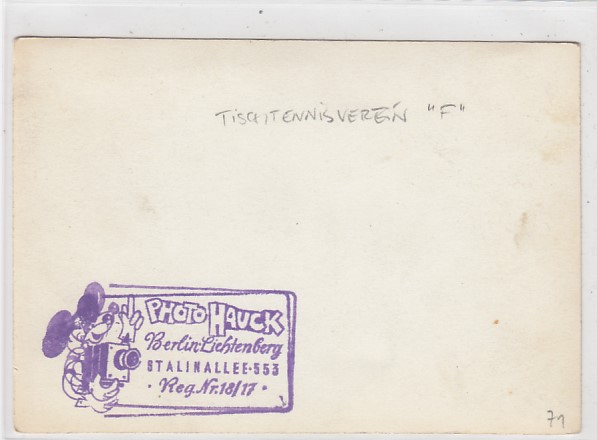 TISCHTENNISVEREIN "F"
PHOTO HAUCK
Berlin-Lichtenberg
STALINALLEE·553
· Reg.Nr.18/17 ·
71